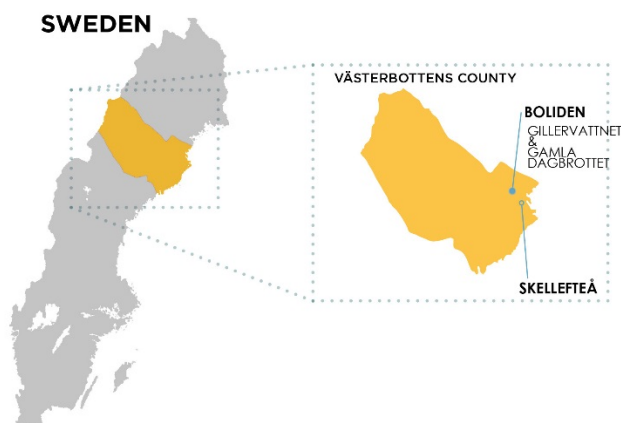 SWEDEN
VÄSTERBOTTENS COUNTY
BOLIDEN
GILLERVATTNET
&
GAMLA
DAGBROTTET
SKELLEFTEÅ